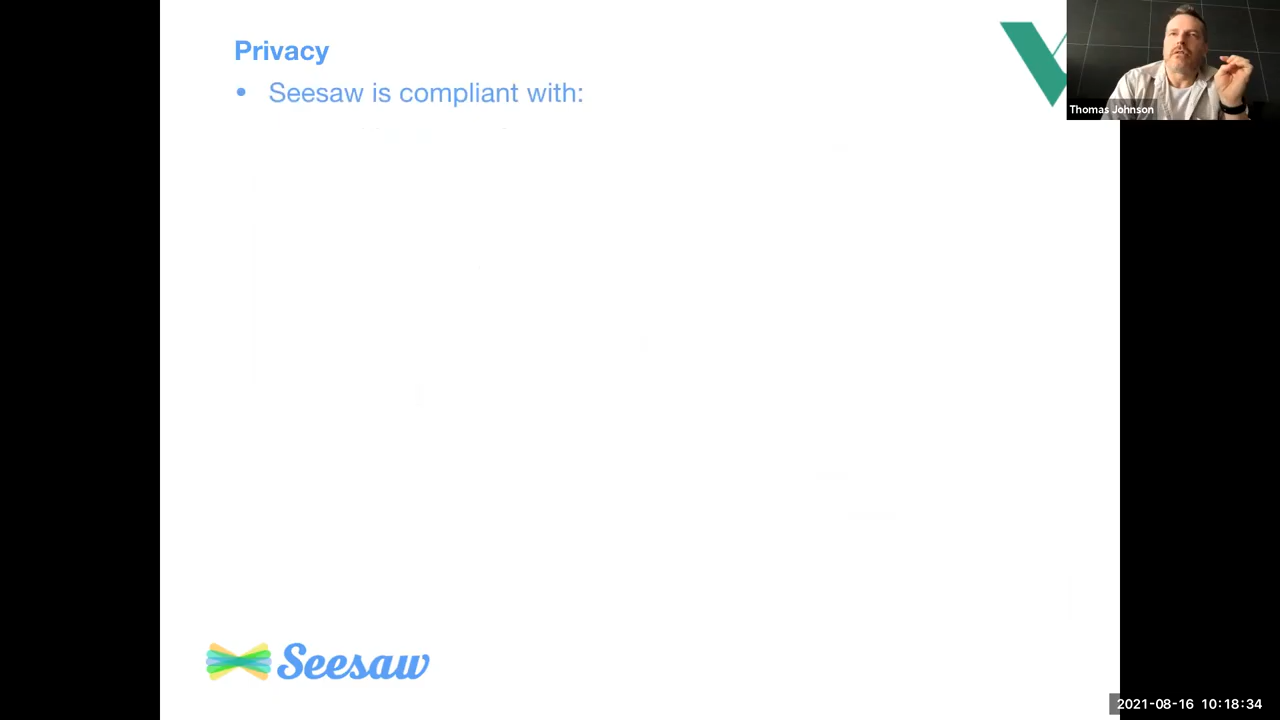 Privacy
• Seesaw is compliant with:
Thomas Johnson
Seesaw
2021-08-16 10:18:34